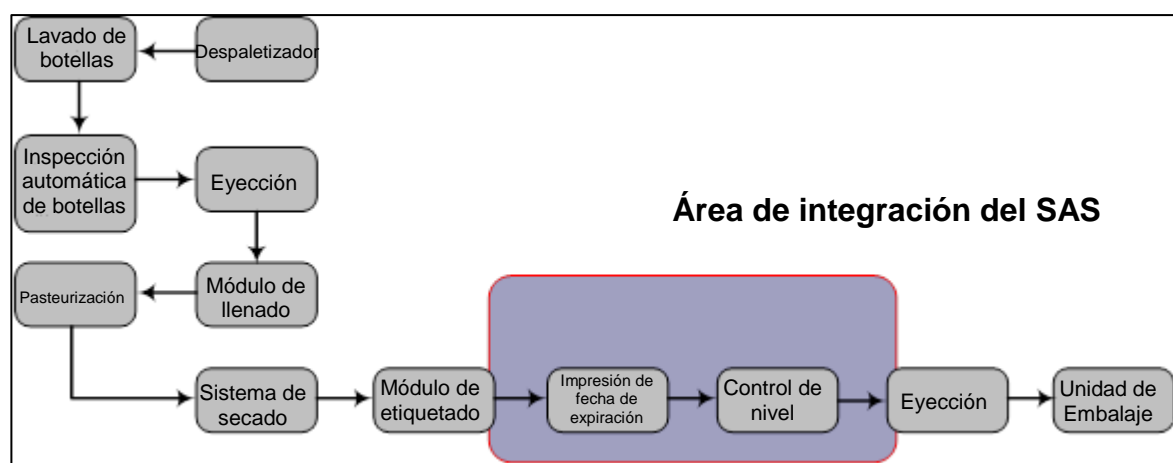 Lavado de
botellas
Despaletizador
Inspección
automática
de botellas
Eyección
Área de integración del SAS
Pasteurización
Módulo de
llenado
Sistema de
secado
Módulo de
etiquetado
Impresión de
fecha de
expiración
Control de
nivel
Eyección
Unidad de
Embalaje